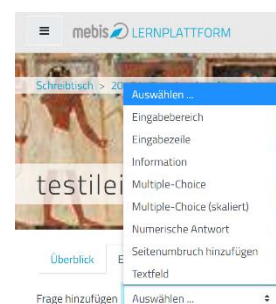 mebis LERNPLATTFORM
Schreibtisch > 20
Auswählen ...
Eingabebereich
Eingabezeile
Information
Multiple-Choice
Multiple-Choice (skaliert)
Numerische Antwort
Seitenumbruch hinzufügen
Textfeld
testilei
Überblick E
Frage hinzufügen Auswählen ...